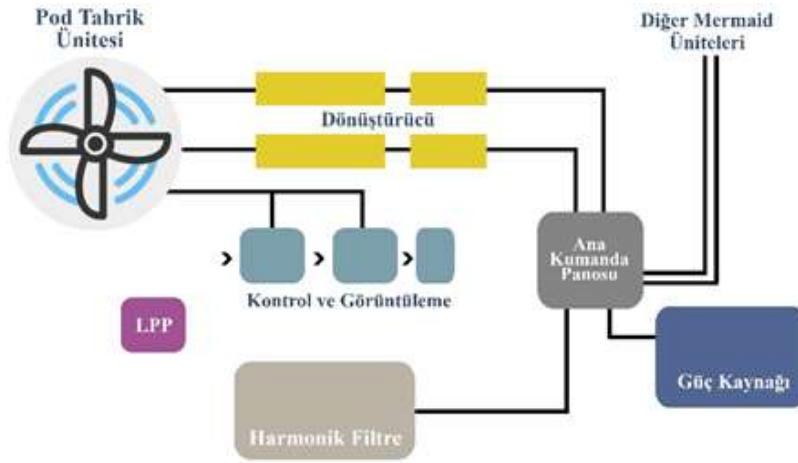 Pod Tahrik
Ünitesi
Diğer Mermaid
Üniteleri
Dönüştürücü
Ana
Kumanda
Panosu
Kontrol ve Görüntüleme
LPP
Güç Kaynağı
Harmonik Filtre